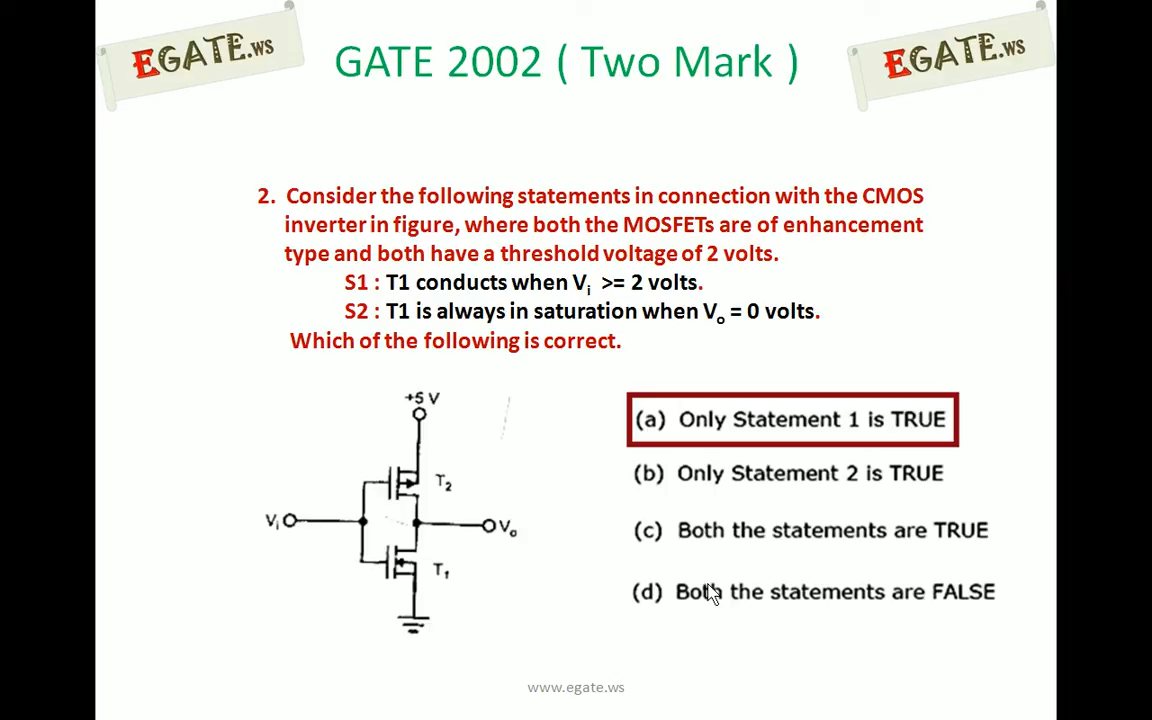 EGATE.ws
GATE 2002 ( Two Mark )
EGATE.ws
2. Consider the following statements in connection with the CMOS
inverter in figure, where both the MOSFETs are of enhancement
type and both have a threshold voltage of 2 volts.
S1 : T1 conducts when Vi >= 2 volts.
S2 : T1 is always in saturation when Vo = 0 volts.
Which of the following is correct.
+5 V
T2
Vi
Vo
T1
(a) Only Statement 1 is TRUE
(b) Only Statement 2 is TRUE
(c) Both the statements are TRUE
(d) Both the statements are FALSE
www.egate.ws